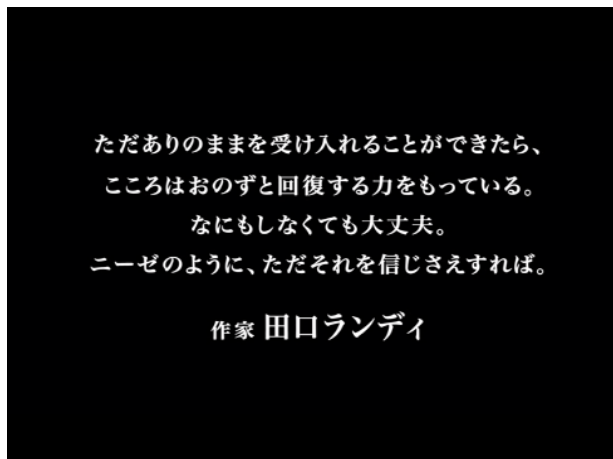 ただありのままを受け入れることができたら、
こころはおのずと回復する力をもっている。
なにもしなくても大丈夫。
ニーゼのように、ただそれを信じさえすれば。
作家 田口ランディ